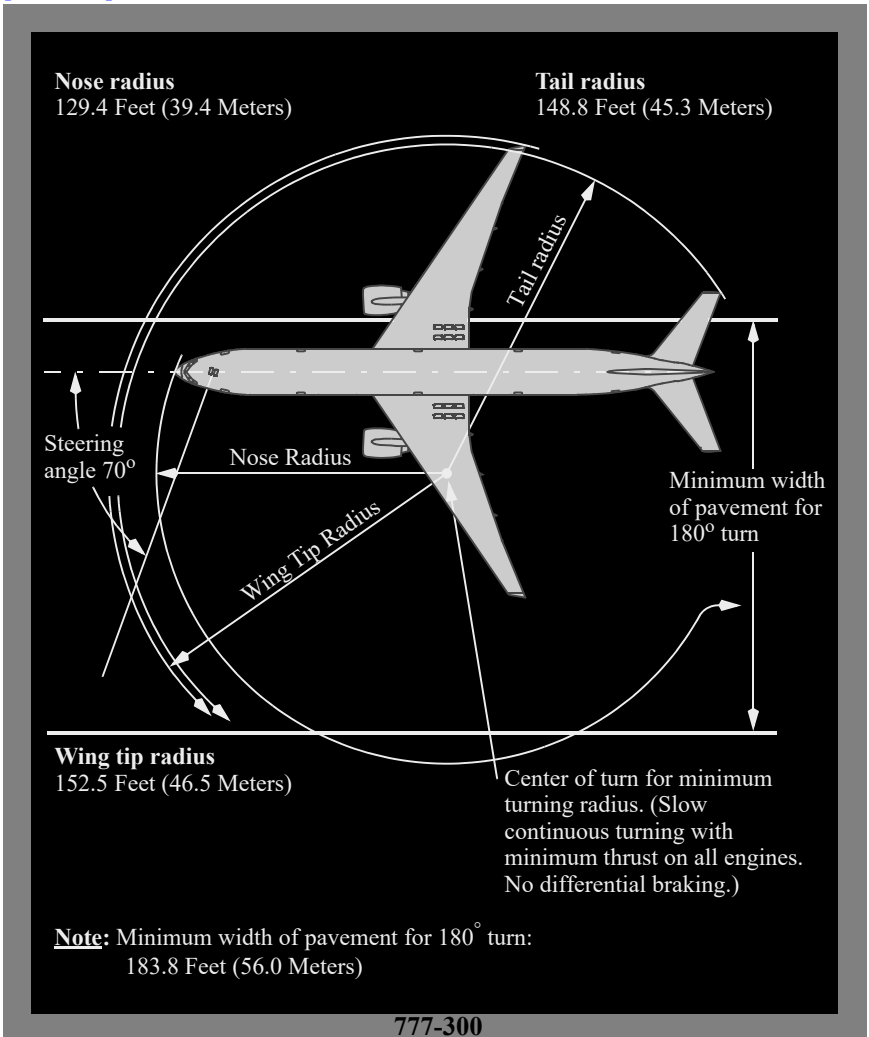 Nose radius
129.4 Feet (39.4 Meters)
Tail radius
148.8 Feet (45.3 Meters)
Tail radius
Steering
angle 70º
Nose Radius
Wing Tip Radius
Minimum width
of pavement for
180º turn
Wing tip radius
152.5 Feet (46.5 Meters)
Center of turn for minimum
turning radius. (Slow
continuous turning with
minimum thrust on all engines.
No differential braking.)
Note: Minimum width of pavement for 180° turn:
183.8 Feet (56.0 Meters)
777-300